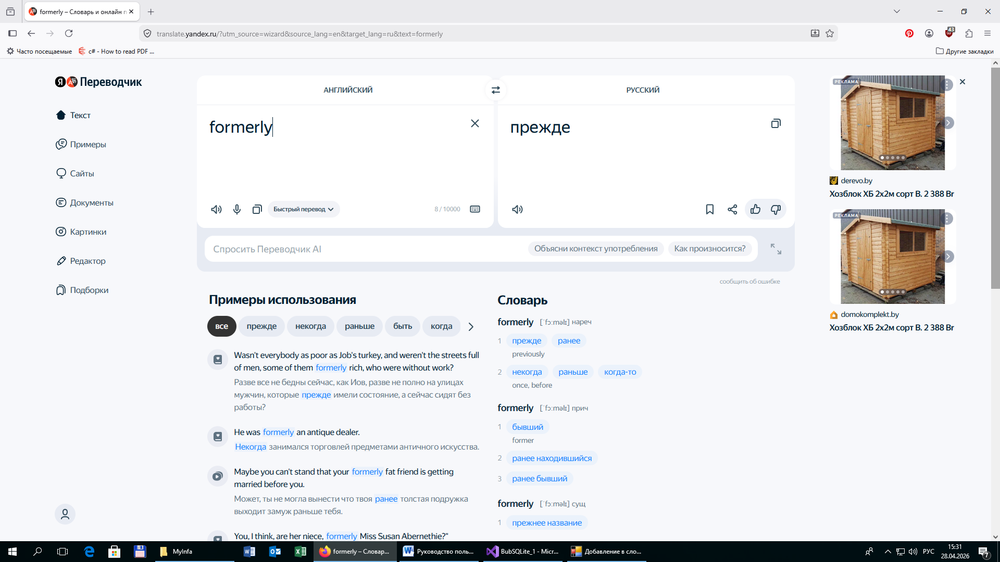 formerly – Словарь и онлайн п
translate.yandex.ru/?utm_source=wizard&source_lang=en&target_lang=ru&text=formerly
43
Часто посещаемые
c# - How to read PDF ...
Другие закладки
Я Переводчик
Текст
Примеры
Сайты
Документы
Картинки
Редактор
Подборки
АНГЛИЙСКИЙ
РУССКИЙ
formerly
прежде
Быстрый перевод
8 / 10000
Спросить Переводчик AI
Объясни контекст употребления
Как произносится?
сообщить об ошибке
Примеры использования
все
прежде
некогда
раньше
быть
когда
Wasn't everybody as poor as Job's turkey, and weren't the streets full
of men, some of them formerly rich, who were without work?
Разве все не бедны сейчас, как Иов, разве не полно на улицах
мужчин, которые прежде имели состояние, а сейчас сидят без
работы?
He was formerly an antique dealer.
Некогда занимался торговлей предметами античного искусства.
Maybe you can't stand that your formerly fat friend is getting
married before you.
Может, ты не могла вынести что твоя ранее толстая подружка
выходит замуж раньше тебя.
You, I think, are her niece, formerly Miss Susan Abernethie?"
Словарь
formerly [ˈfɔːməlɪ] нареч
1 прежде ранее
previously
2 некогда раньше когда-то
once, before
formerly [ˈfɔːməlɪ] прич
1 бывший
former
2 ранее находившийся
3 ранее бывший
formerly [ˈfɔːməlɪ] сущ
1 прежнее название
РЕКЛАМА
derevo.by
Хозблок ХБ 2х2м сорт В. 2 388 Br
РЕКЛАМА
domokomplekt.by
Хозблок ХБ 2х2м сорт В. 2 388 Br
MyInfa
formerly – Словар...
Руководство поль...
BubSQLite_1 - Micr...
Добавление в сло...
РУС
15:31
28.04.2026
7